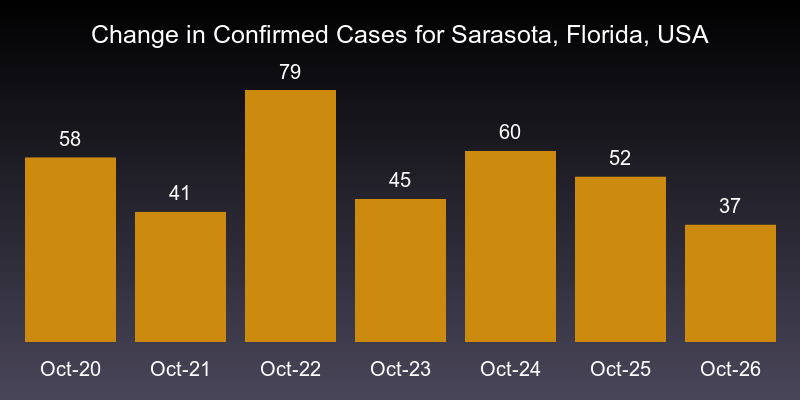 Change in Confirmed Cases for Sarasota, Florida, USA
58
41
79
45
60
52
37
Oct-20
Oct-21
Oct-22
Oct-23
Oct-24
Oct-25
Oct-26